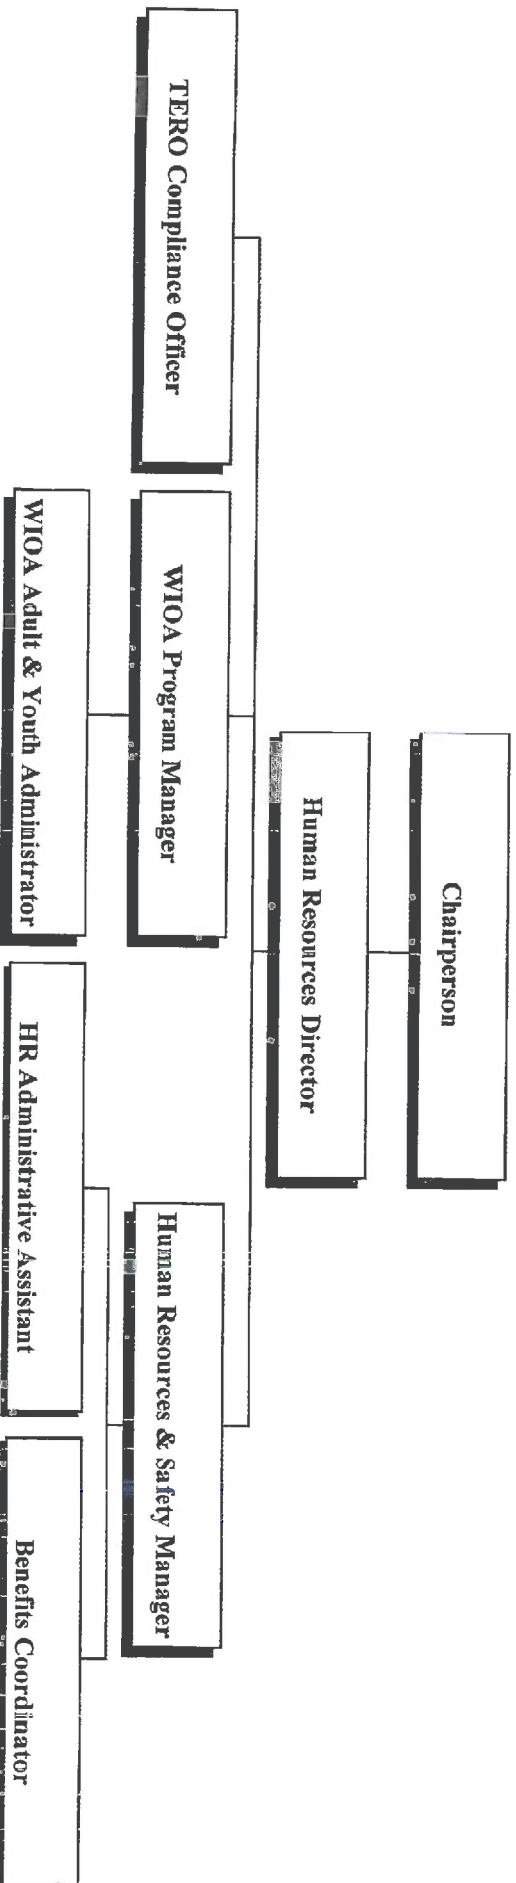 Chairperson
Human Resources Director
TERO Compliance Officer
WIOA Program Manager
Human Resources & Safety Manager
WIOA Adult & Youth Administrator
HR Administrative Assistant
Benefits Coordinator